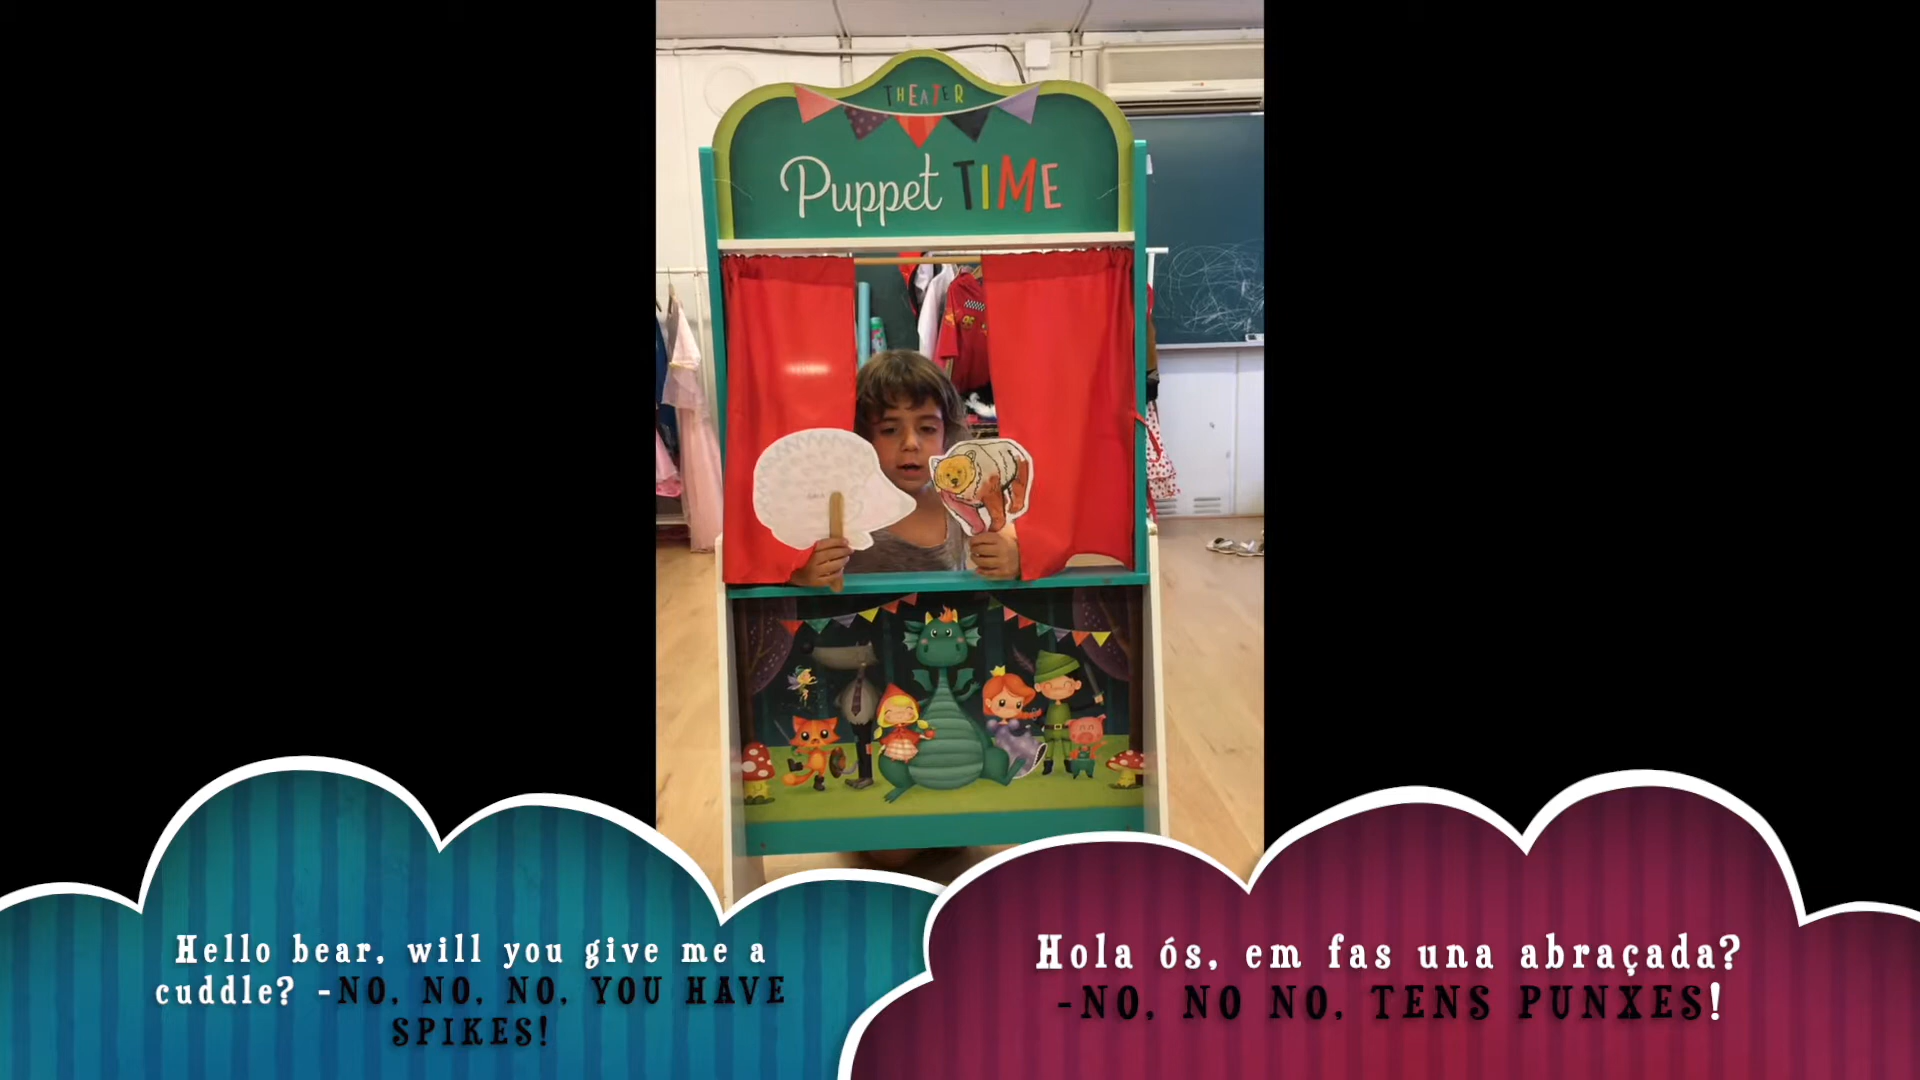 THEATER
Puppet TIME
Hello bear, will you give me a
cuddle? -NO, NO, NO, YOU HAVE
SPIKES!
Hola ós, em fas una abraçada?
-NO, NO NO, TENS PUNXES!